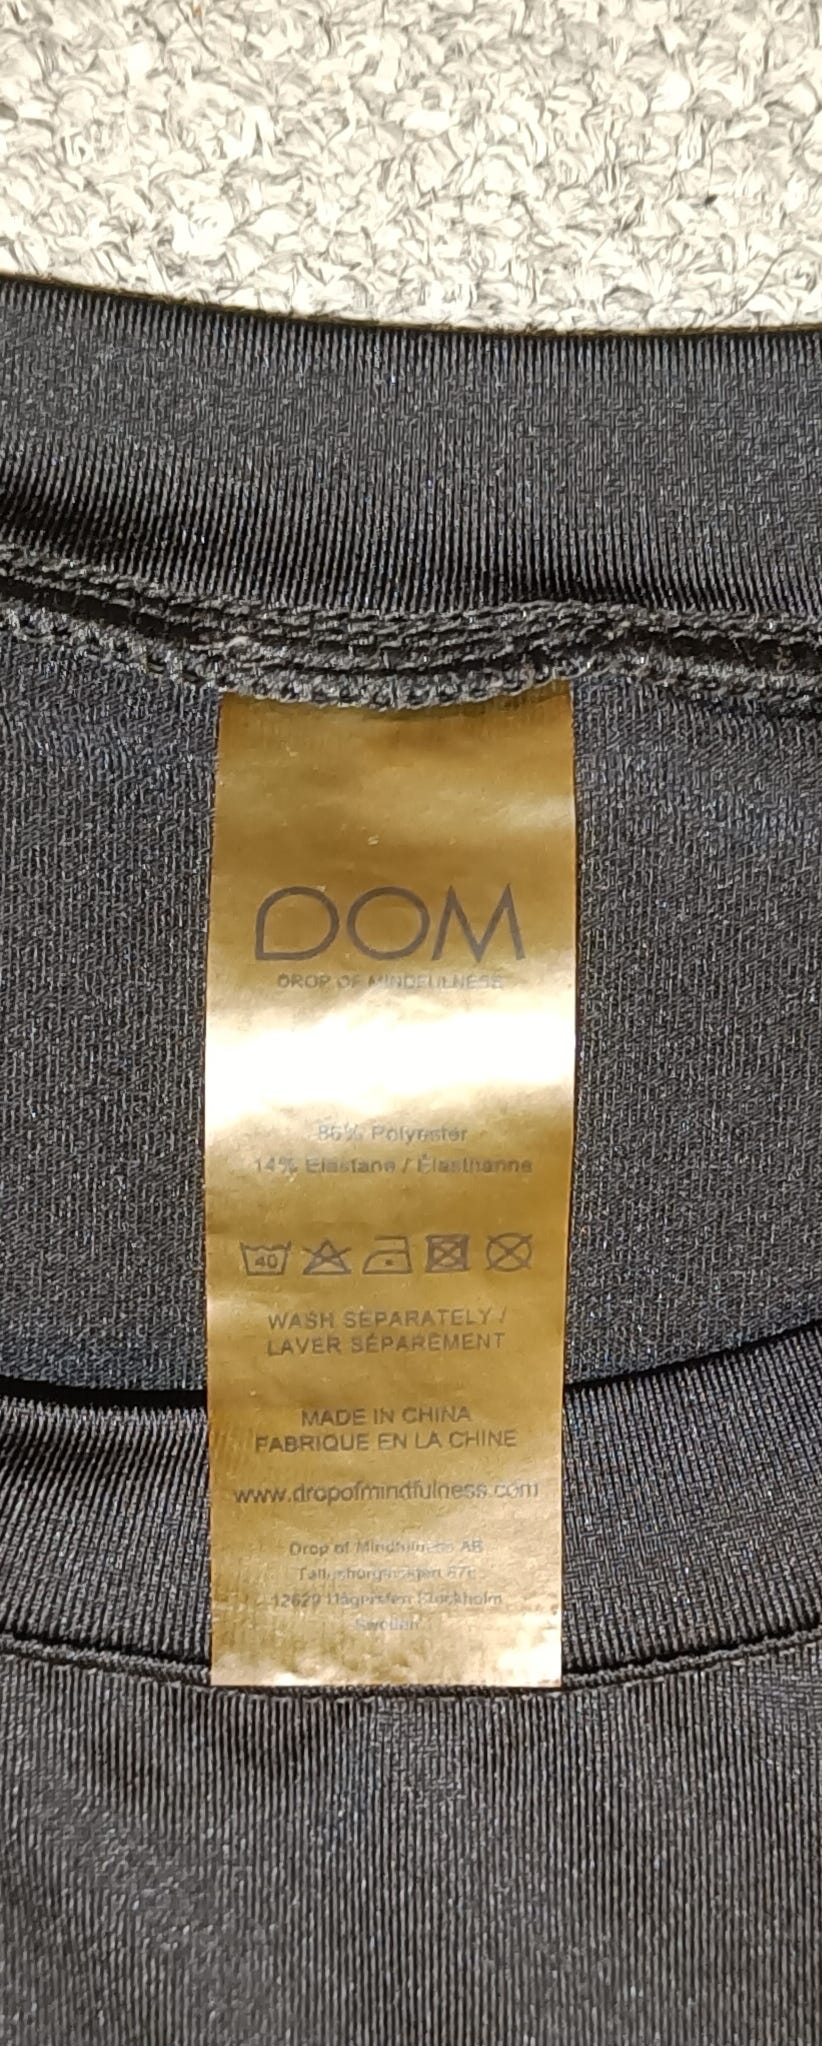 DOM
DROP OF MINDFULNESS
86% Polyester
14% Elastane / Élasthanne
40
WASH SEPARATELY /
LAVER SÉPARÉMENT
MADE IN CHINA
FABRIQUE EN LA CHINE
www.dropofmindfulness.com
Drop of Mindfulness AB
12629 Hägersten Stockholm
Sweden